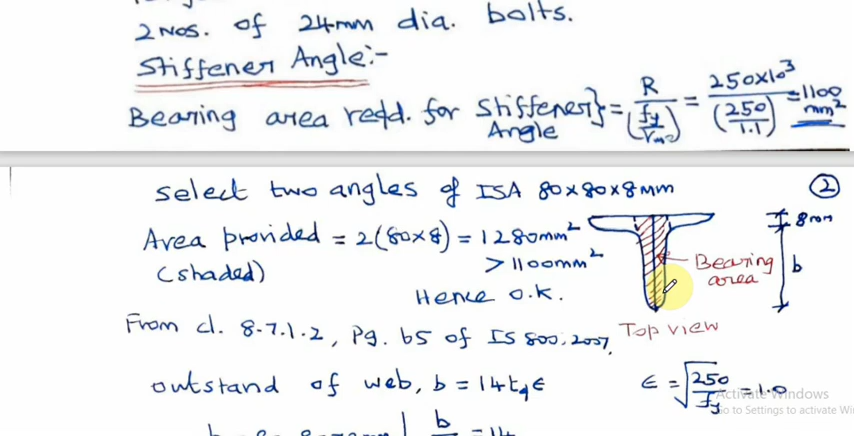 2 Nos. of 24mm dia. bolts.
Stiffener Angle:-
Bearing area reqd. for Stiffener Angle} = R/(fy/γm0) = 250×10³/(250/1.1) = 1100 mm²
select two angles of ISA 80×80×8mm
②
Area provided = 2(80×8) = 1280mm²
(shaded)
> 1100mm²
Hence O.K.
8mm
Bearing area
b
Top view
From cl. 8.7.1.2, Pg. 65 of IS 800:2007,
outstand of web, b = 14tqϵ
ϵ = √250/fy = 1.0
Activate Windows
Go to Settings to activate Wi
b
= 14